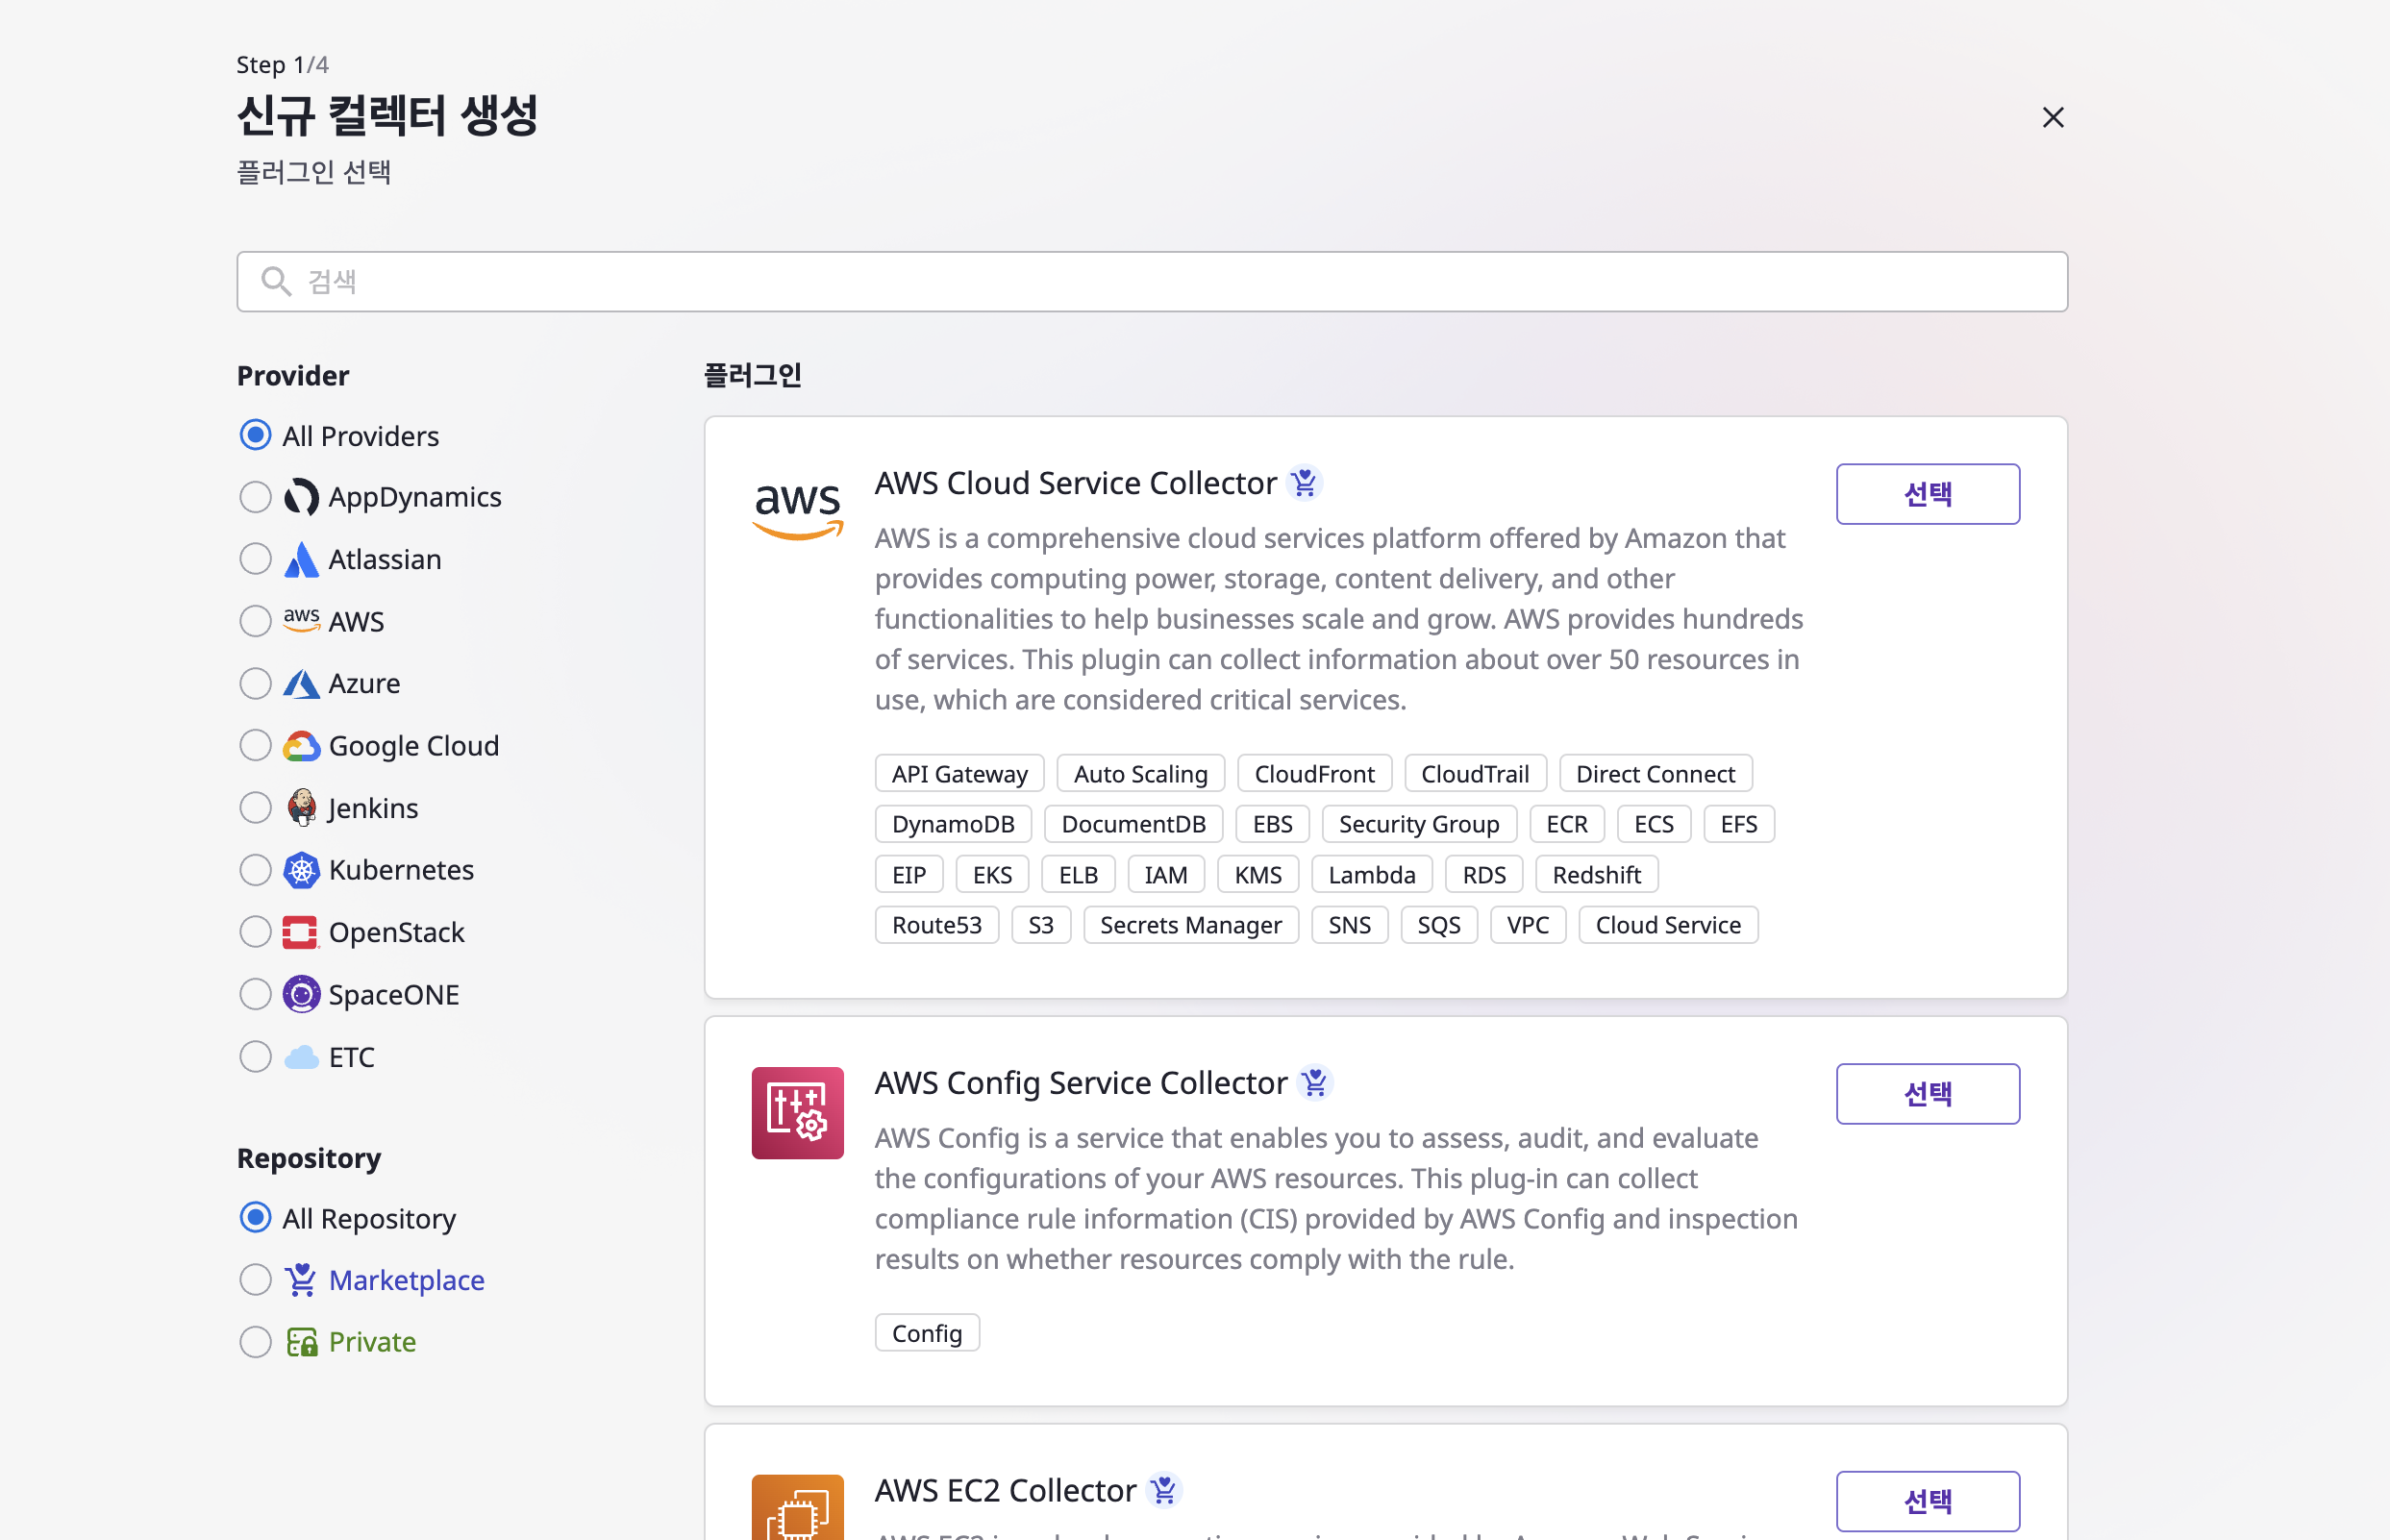 Step 1/4
신규 컬렉터 생성
플러그인 선택
검색
Provider
All Providers
AppDynamics
Atlassian
aws AWS
Azure
Google Cloud
Jenkins
Kubernetes
OpenStack
SpaceONE
ETC
Repository
All Repository
Marketplace
Private
플러그인
aws
AWS Cloud Service Collector
선택
AWS is a comprehensive cloud services platform offered by Amazon that
provides computing power, storage, content delivery, and other
functionalities to help businesses scale and grow. AWS provides hundreds
of services. This plugin can collect information about over 50 resources in
use, which are considered critical services.
API Gateway Auto Scaling CloudFront CloudTrail Direct Connect
DynamoDB DocumentDB EBS Security Group ECR ECS EFS
EIP EKS ELB IAM KMS Lambda RDS Redshift
Route53 S3 Secrets Manager SNS SQS VPC Cloud Service
AWS Config Service Collector
선택
AWS Config is a service that enables you to assess, audit, and evaluate
the configurations of your AWS resources. This plug-in can collect
compliance rule information (CIS) provided by AWS Config and inspection
results on whether resources comply with the rule.
Config
AWS EC2 Collector
선택